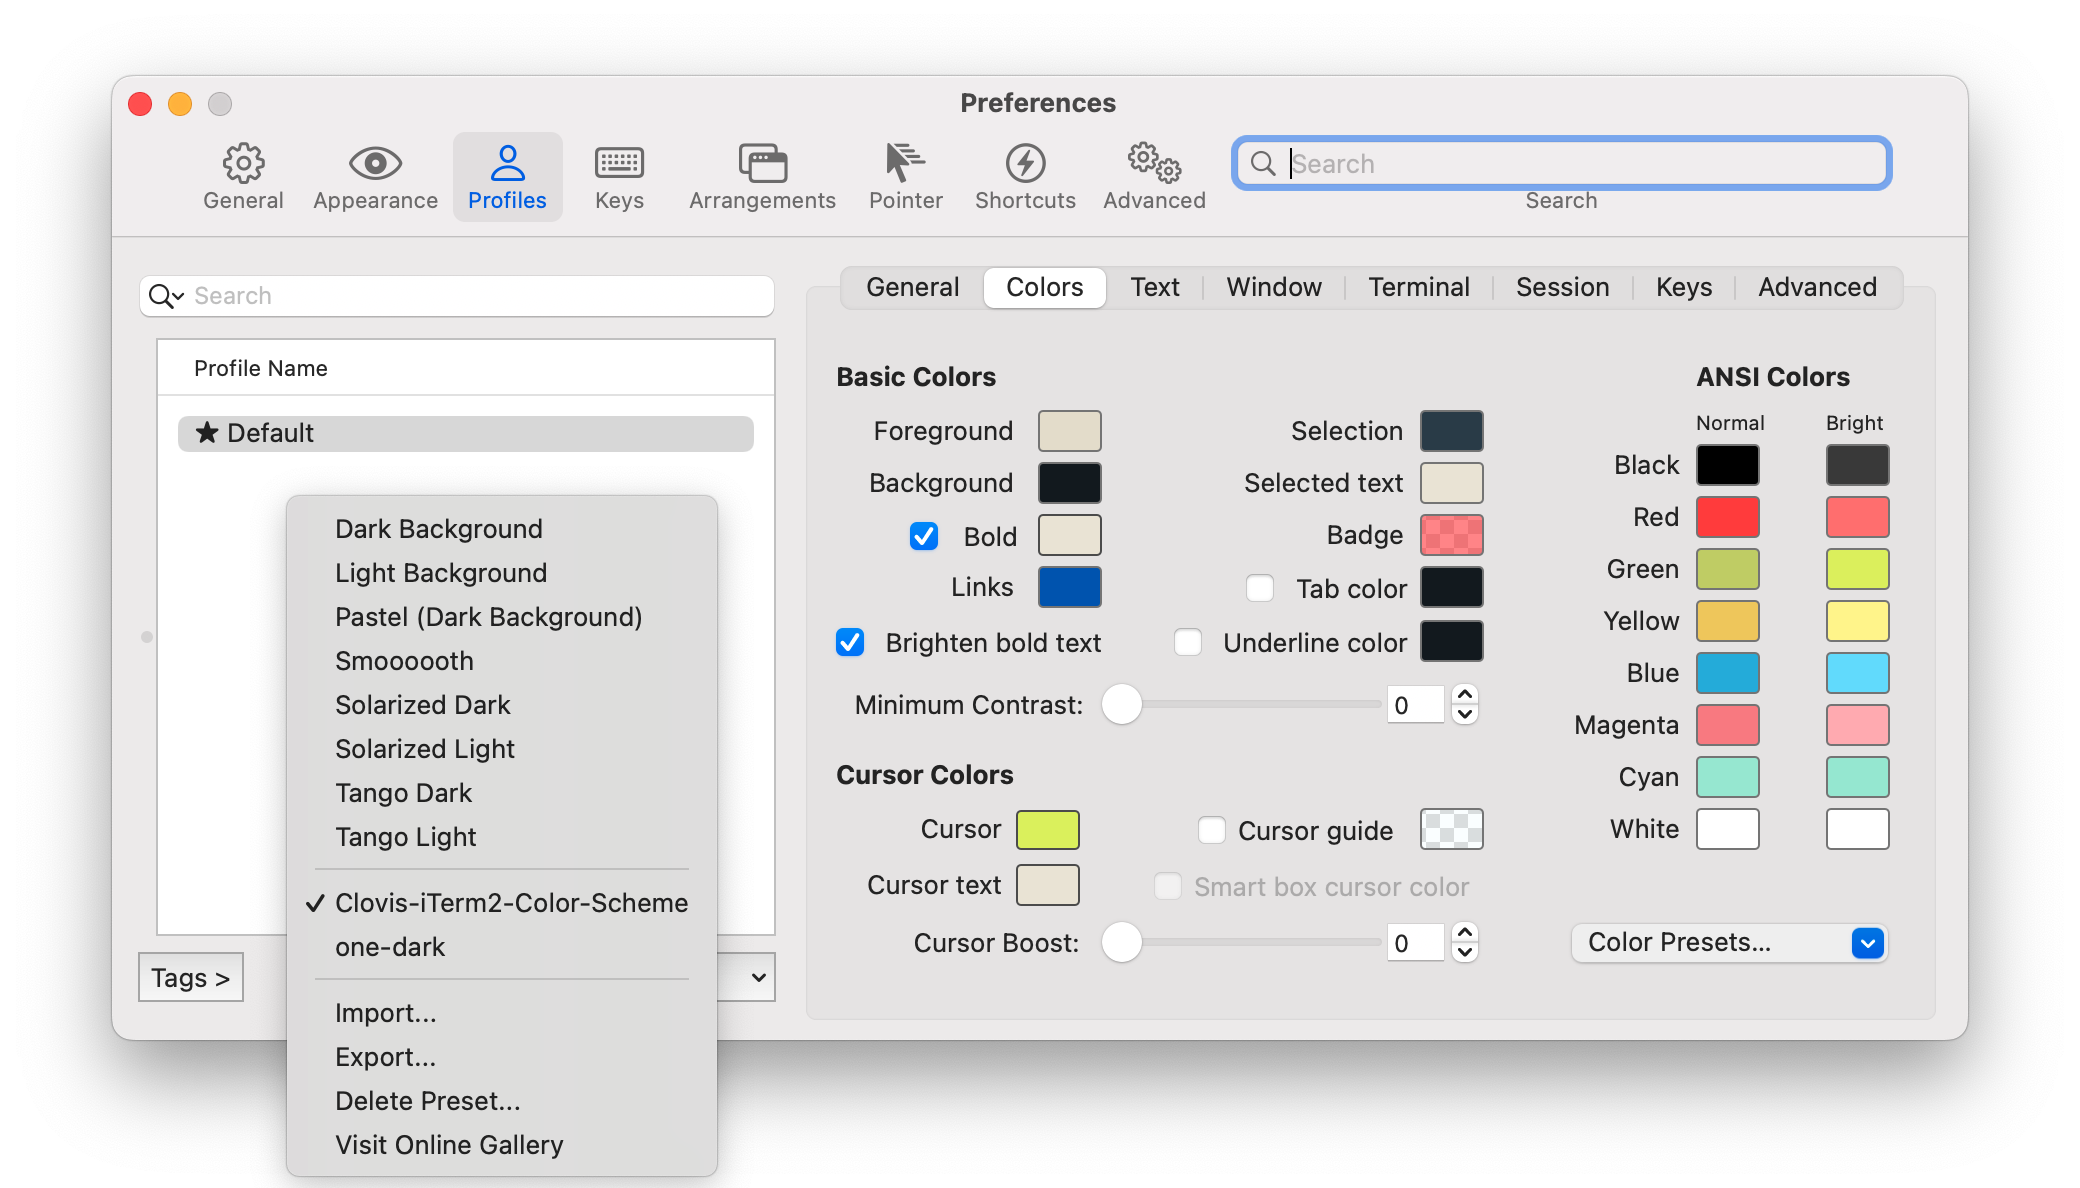 Preferences
General
Appearance
Profiles
Keys
Arrangements
Pointer
Shortcuts
Advanced
Search
Search
Search
Profile Name
★ Default
Dark Background
Light Background
Pastel (Dark Background)
Smoooooth
Solarized Dark
Solarized Light
Tango Dark
Tango Light
✓ Clovis-iTerm2-Color-Scheme
one-dark
Import...
Export...
Delete Preset...
Visit Online Gallery
Tags >
General Colors Text Window Terminal Session Keys Advanced
Basic Colors
Foreground
Background
Bold
Links
Brighten bold text
Selection
Selected text
Badge
Tab color
Underline color
Minimum Contrast: 0
Cursor Colors
Cursor
Cursor text
Cursor guide
Smart box cursor color
Cursor Boost: 0
ANSI Colors
Normal Bright
Black
Red
Green
Yellow
Blue
Magenta
Cyan
White
Color Presets...